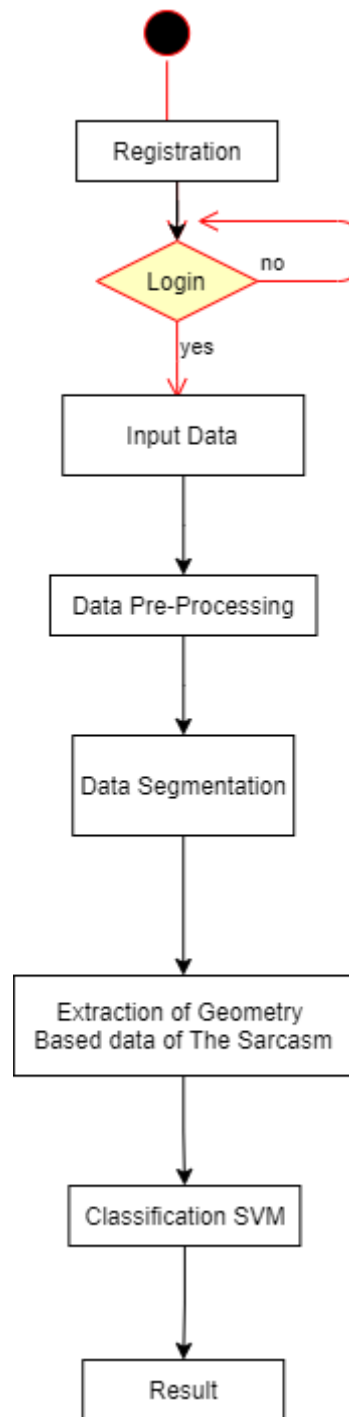 Registration
Login
no
yes
Input Data
Data Pre-Processing
Data Segmentation
Extraction of Geometry
Based data of The Sarcasm
Classification SVM
Result